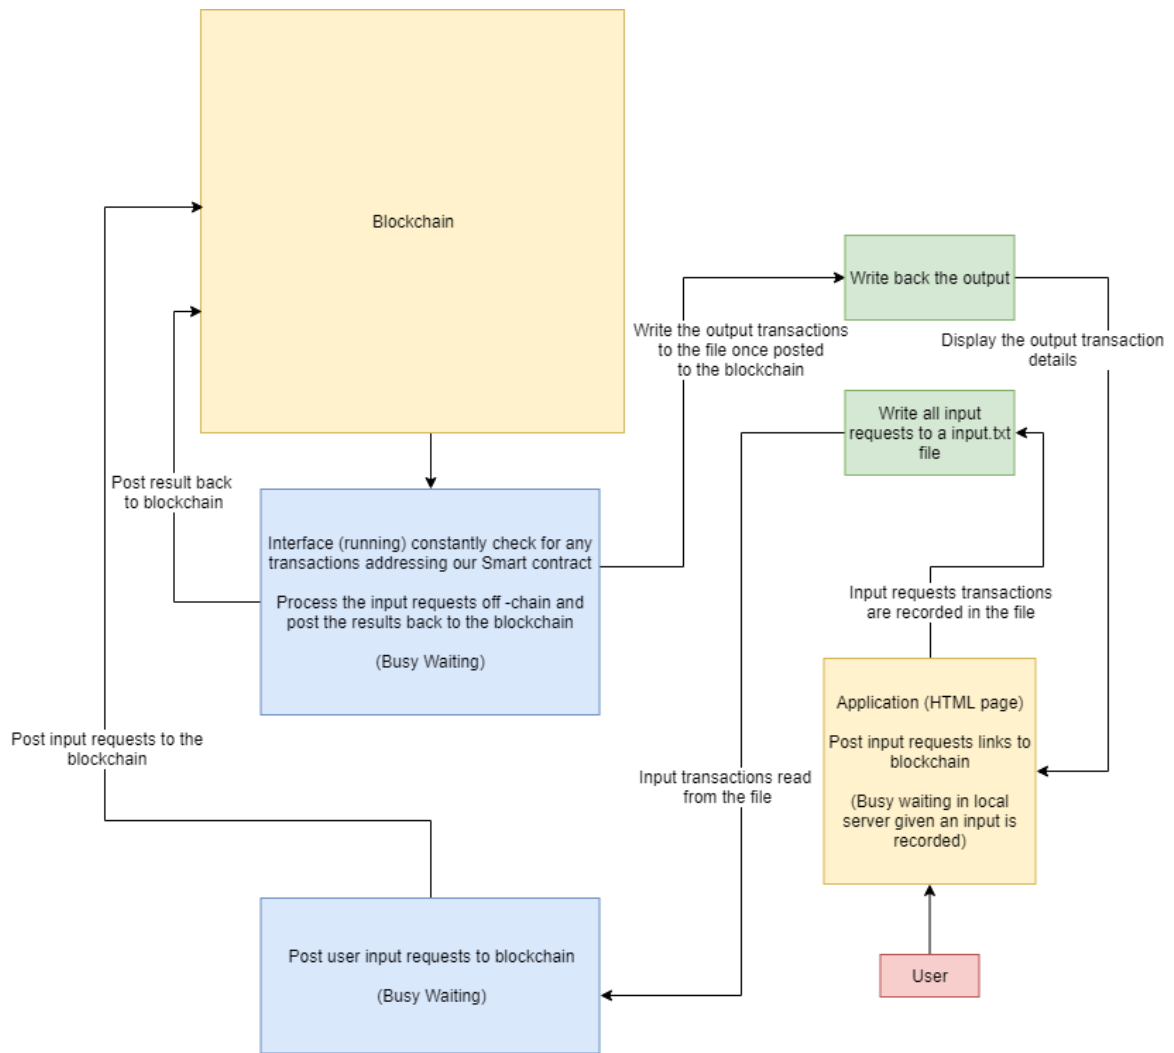 Blockchain
Write back the output
Write the output transactions
to the file once posted
to the blockchain
Display the output transaction
details
Write all input
requests to a input.txt
file
Post result back
to blockchain
Interface (running) constantly check for any
transactions addressing our Smart contract
Process the input requests off -chain and
post the results back to the blockchain
(Busy Waiting)
Input requests transactions
are recorded in the file
Application (HTML page)
Post input requests links to
blockchain
(Busy waiting in local
server given an input is
recorded)
Post input requests to the
blockchain
Input transactions read
from the file
Post user input requests to blockchain
(Busy Waiting)
User